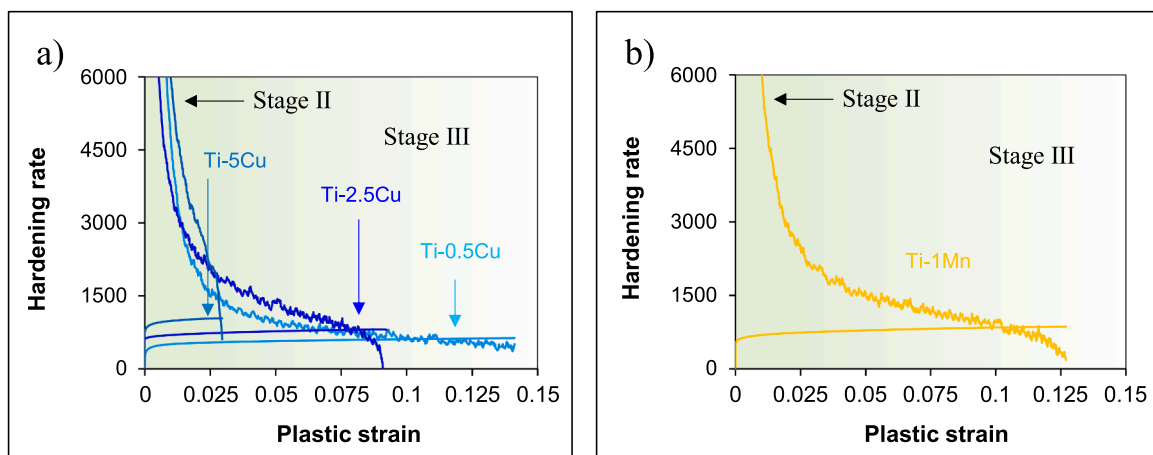 a)
Hardening rate
6000
4500
3000
1500
0
Stage II
Stage III
Ti-5Cu
Ti-2.5Cu
Ti-0.5Cu
0 0.025 0.05 0.075 0.1 0.125 0.15
Plastic strain
b)
Hardening rate
6000
4500
3000
1500
0
Stage II
Stage III
Ti-1Mn
0 0.025 0.05 0.075 0.1 0.125 0.15
Plastic strain